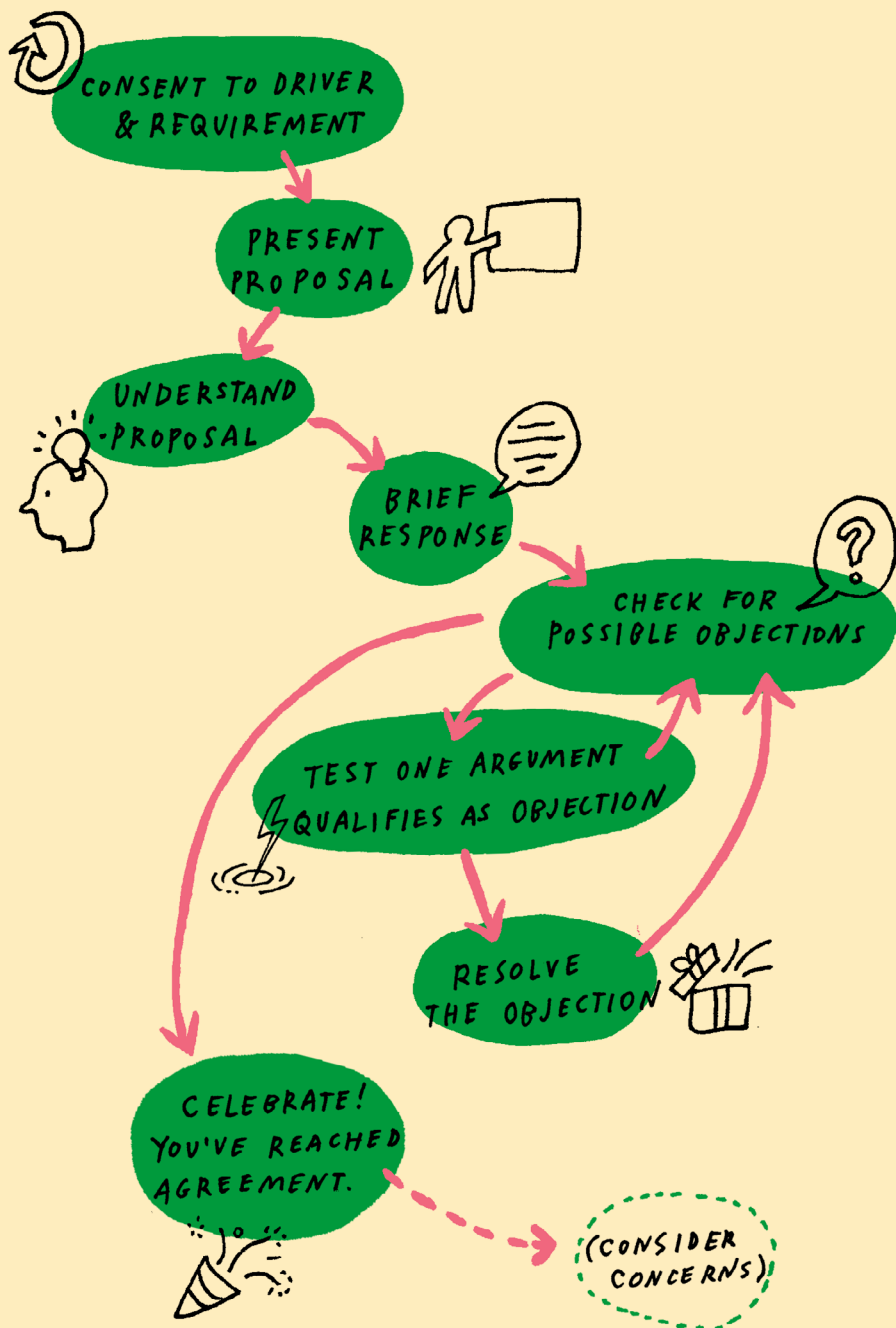 CONSENT TO DRIVER
& REQUIREMENT
PRESENT
PROPOSAL
UNDERSTAND
PROPOSAL
BRIEF
RESPONSE
?
CHECK FOR
POSSIBLE OBJECTIONS
TEST ONE ARGUMENT
QUALIFIES AS OBJECTION
RESOLVE
THE OBJECTION
CELEBRATE!
YOU'VE REACHED
AGREEMENT.
(CONSIDER
CONCERNS)